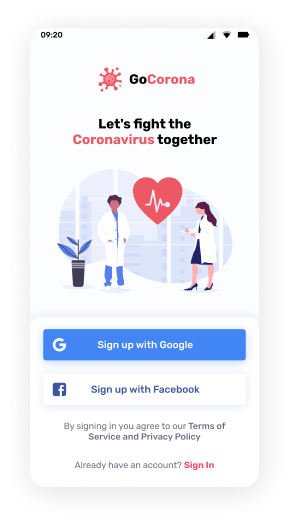 09:20
GoCorona
Let's fight the
Coronavirus together
Sign up with Google
Sign up with Facebook
By signing in you agree to our Terms of
Service and Privacy Policy
Already have an account? Sign In